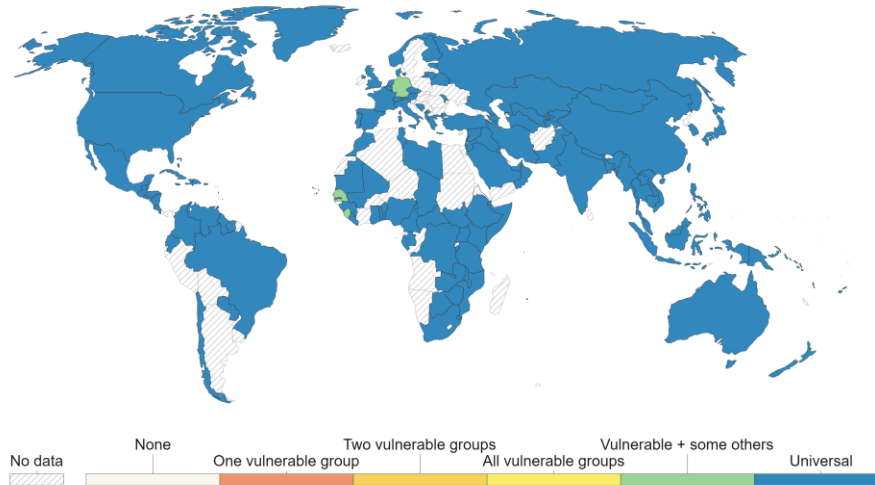 None
Two vulnerable groups
Vulnerable + some others
No data
One vulnerable group
All vulnerable groups
Universal